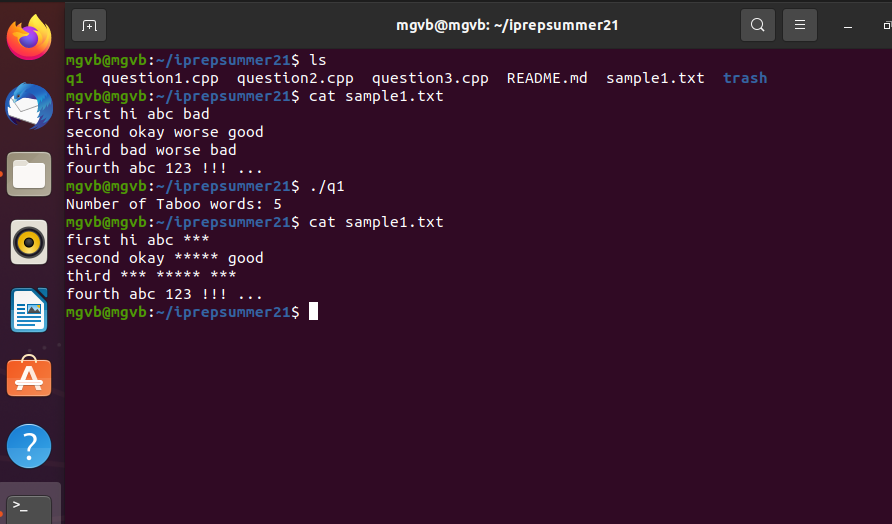 mgvb@mgvb: ~/iprepsummer21
mgvb@mgvb:~/iprepsummer21$ ls
q1 question1.cpp question2.cpp question3.cpp README.md sample1.txt trash
mgvb@mgvb:~/iprepsummer21$ cat sample1.txt
first hi abc bad
second okay worse good
third bad worse bad
fourth abc 123 !!! ...
mgvb@mgvb:~/iprepsummer21$ ./q1
Number of Taboo words: 5
mgvb@mgvb:~/iprepsummer21$ cat sample1.txt
first hi abc ***
second okay ***** good
third *** ***** ***
fourth abc 123 !!! ...
mgvb@mgvb:~/iprepsummer21$